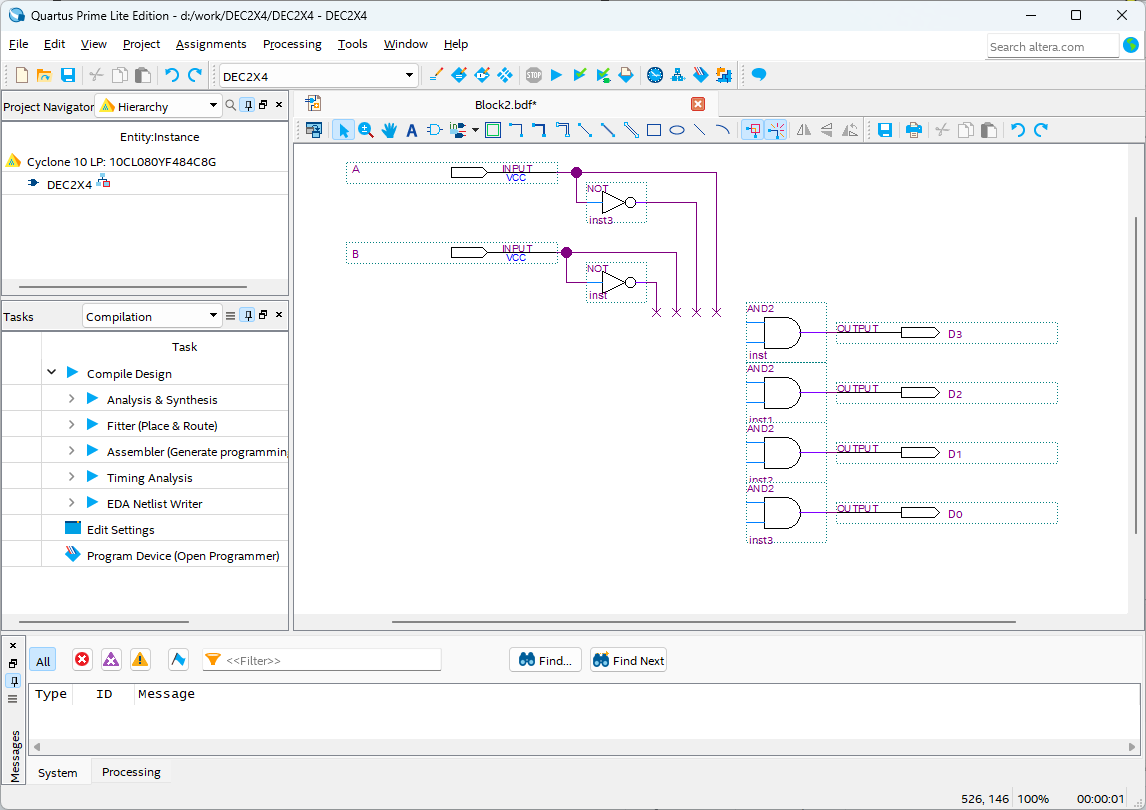 Quartus Prime Lite Edition - d:/work/DEC2X4/DEC2X4 - DEC2X4
File Edit View Project Assignments Processing Tools Window Help
Search altera.com
DEC2X4
STOP
Project Navigator Hierarchy
Entity:Instance
Cyclone 10 LP: 10CL080YF484C8G
DEC2X4
Tasks Compilation
Task
Compile Design
Analysis & Synthesis
Fitter (Place & Route)
Assembler (Generate programmin
Timing Analysis
EDA Netlist Writer
Edit Settings
Program Device (Open Programmer)
Block2.bdf*
A INPUT
VCC
NOT
inst3
B INPUT
VCC
NOT
inst
AND2
OUTPUT D3
inst
AND2
OUTPUT D2
inst1
AND2
OUTPUT D1
inst2
AND2
OUTPUT D0
inst3
All <<Filter>> Find... Find Next
Type ID Message
Messages
System Processing
526, 146 100% 00:00:01